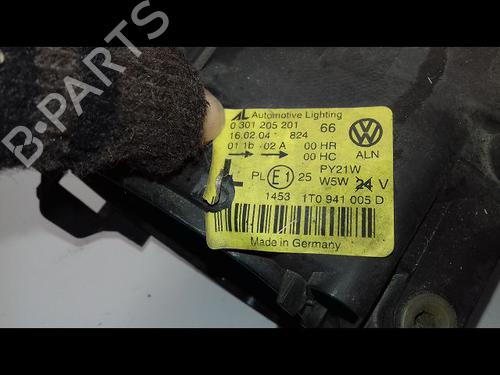 B-PARTS
AL Automotive Lighting
0 301 205 201 66
16.02.04 824
01 1b 02 A 00 HR ALN
00 HC
PL E1 25 PY21W
W5W 24 V
1453 1T0 941 005 D
Made in Germany